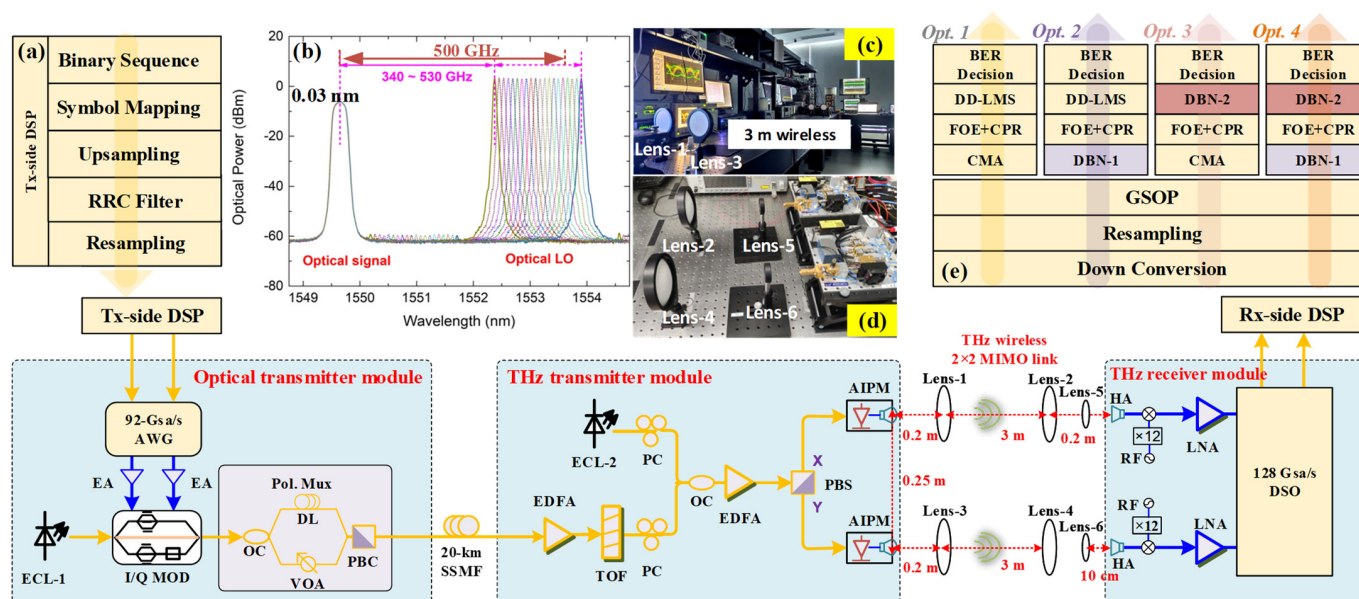 (a)
Tx-side DSP
Binary Sequence
Symbol Mapping
Upsampling
RRC Filter
Resampling
Tx-side DSP
(b)
20
0
-20
-40
-60
-80
Optical Power (dBm)
500 GHz
340 ~ 530 GHz
0.03 nm
Optical signal
Optical LO
1549
1550
1551
1552
1553
1554
Wavelength (nm)
(c)
3 m wireless
Lens-1
Lens-3
Lens-2
Lens-5
Lens-4
Lens-6
(d)
Opt. 1
Opt. 2
Opt. 3
Opt. 4
BER
Decision
BER
Decision
BER
Decision
BER
Decision
DD-LMS
DD-LMS
DBN-2
DBN-2
FOE+CPR
FOE+CPR
FOE+CPR
FOE+CPR
CMA
DBN-1
CMA
DBN-1
GSOP
Resampling
(e)
Down Conversion
Rx-side DSP
Optical transmitter module
92-Gsa/s
AWG
EA
EA
ECL-1
I/Q MOD
Pol. Mux
DL
OC
VOA
PBC
20-km
SSMF
THz transmitter module
ECL-2
PC
EDFA
TOF
PC
OC
EDFA
X
Y
PBS
AIPM
AIPM
THz wireless
2×2 MIMO link
Lens-1
Lens-2
Lens-5
0.2 m
3 m
0.2 m
0.25 m
Lens-3
Lens-4
Lens-6
0.2 m
3 m
10 cm
THz receiver module
HA
×12
RF
LNA
RF
×12
HA
LNA
128 Gsa/s
DSO